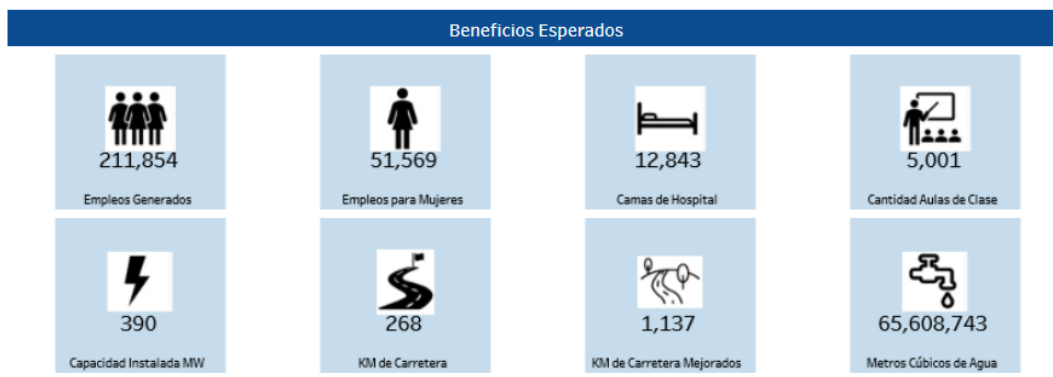 Beneficios Esperados
211,854
Empleos Generados
51,569
Empleos para Mujeres
12,843
Camas de Hospital
5,001
Cantidad Aulas de Clase
390
Capacidad Instalada MW
268
KM de Carretera
1,137
KM de Carretera Mejorados
65,608,743
Metros Cúbicos de Agua